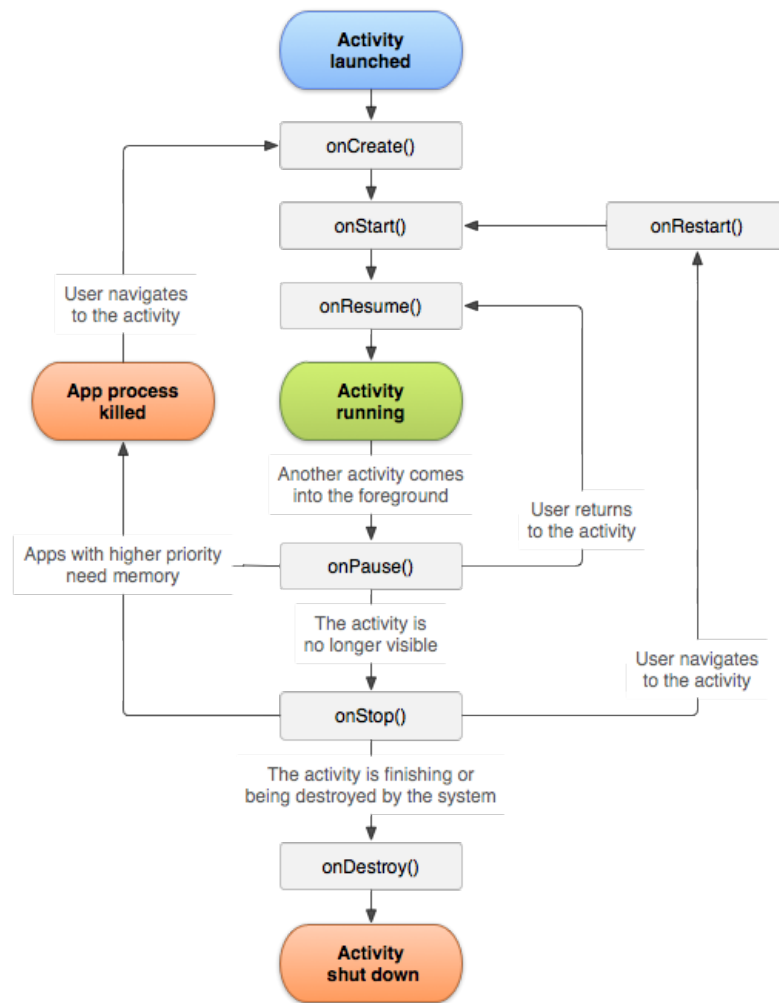 Activity
launched
onCreate()
onStart()
onRestart()
User navigates
to the activity
onResume()
App process
killed
Activity
running
Another activity comes
into the foreground
User returns
to the activity
Apps with higher priority
need memory
onPause()
The activity is
no longer visible
User navigates
to the activity
onStop()
The activity is finishing or
being destroyed by the system
onDestroy()
Activity
shut down